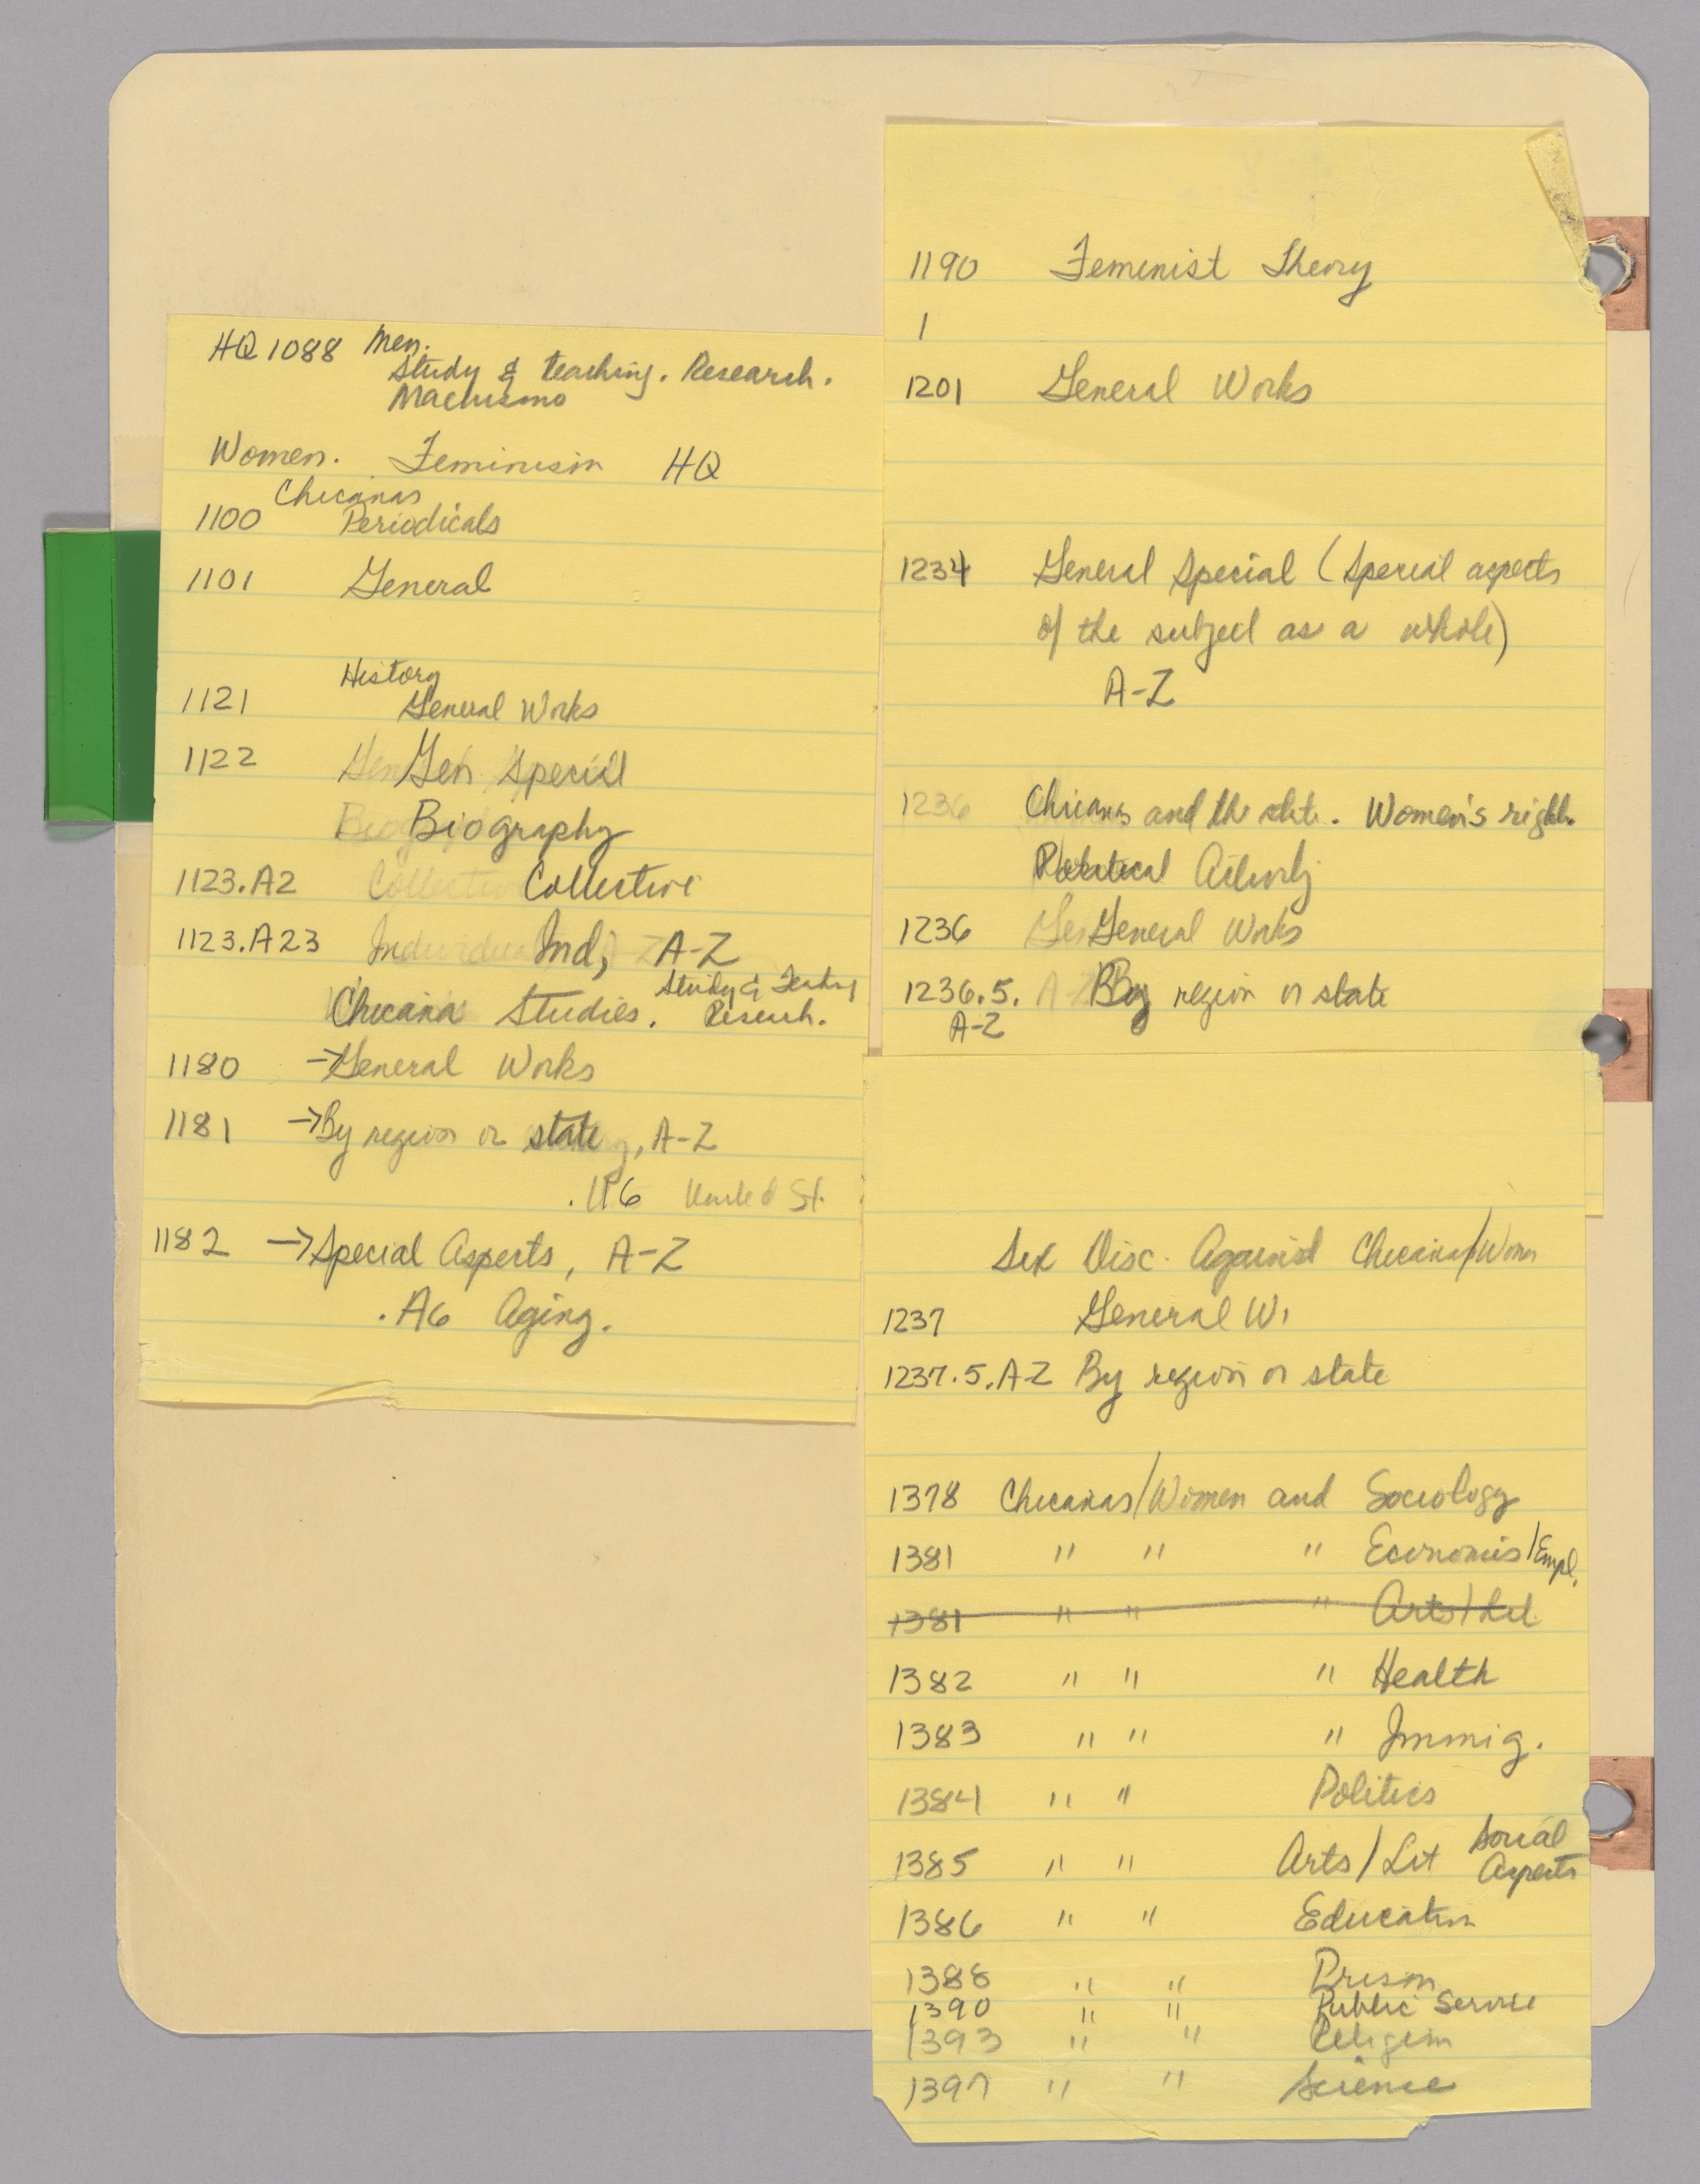 HQ 1088 Men.
Study & teaching. Research.
Machismo
Women. Feminism HQ
Chicanas
1100 Periodicals
1101 General
History
1121 General Works
1122 Gen Special
Biography
1123.A2 Collective
1123.A23 Ind, A-Z
Chicana Studies. Study & Teaching
Research.
1180 →General Works
1181 →By region or state, A-Z
.U6 United St.
1182 →Special Aspects, A-Z
.A6 Aging.
1190 Feminist Theory
1
1201 General Works
1234 General Special (Special aspects
of the subject as a whole)
A-Z
1236 Chicanas and the state. Women's rights.
Political Activity
1236 General Works
1236.5. By region or state
A-Z
Sex Disc. Against Chicanas/Women
1237 General W.
1237.5.A-Z By region or state
1378 Chicanas/Women and Sociology
1381 " " " Economics/Empl.
1381 " " " Arts/Lit
1382 " " " Health
1383 " " " Immig.
1384 " " Politics
1385 " " Arts/Lit Social
Aspects
1386 " " Education
1388 " " Prison
1390 " " Public Service
1393 " " Religion
1397 " " Science